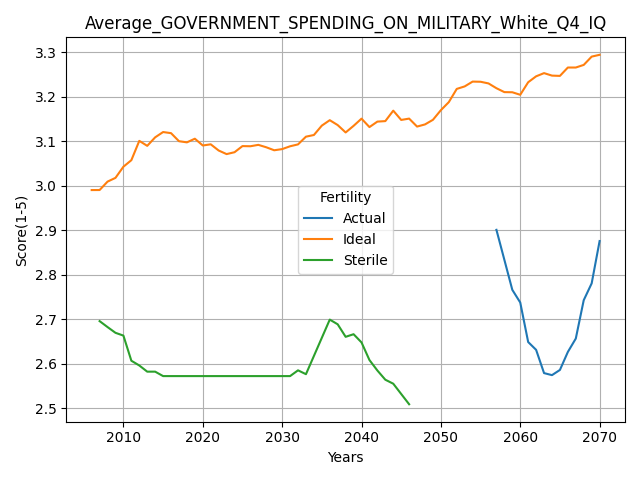 Average_GOVERNMENT_SPENDING_ON_MILITARY_White_Q4_IQ
Score(1-5)
3.3
3.2
3.1
3.0
2.9
2.8
2.7
2.6
2.5
Fertility
Actual
Ideal
Sterile
2010
2020
2030
2040
2050
2060
2070
Years